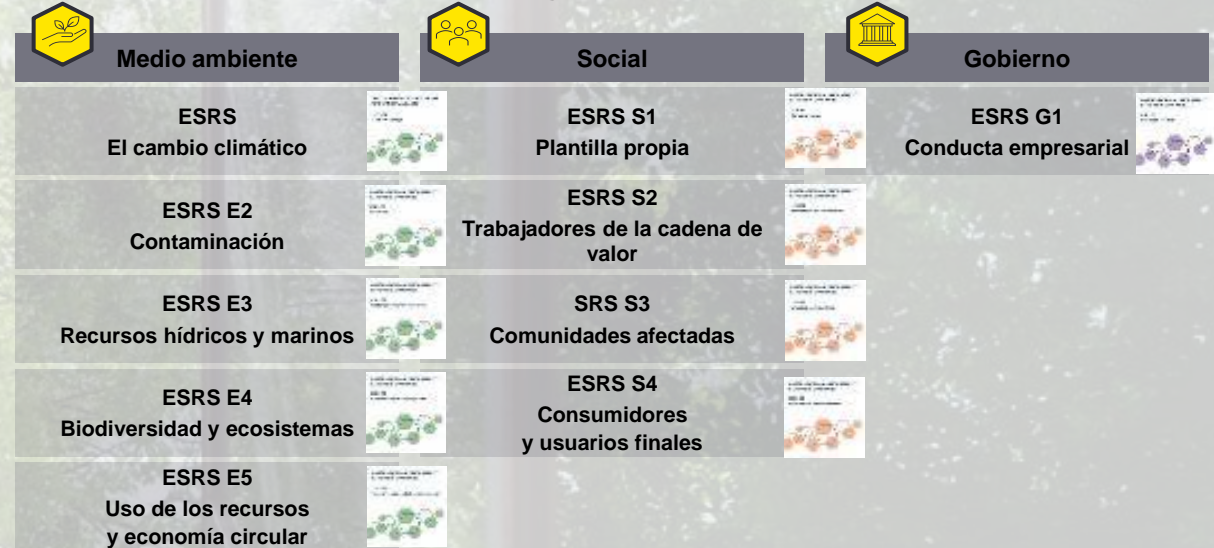 Medio ambiente
Social
Gobierno
ESRS
El cambio climático
ESRS S1
Plantilla propia
ESRS G1
Conducta empresarial
ESRS E2
Contaminación
ESRS S2
Trabajadores de la cadena de
valor
ESRS E3
Recursos hídricos y marinos
SRS S3
Comunidades afectadas
ESRS E4
Biodiversidad y ecosistemas
ESRS S4
Consumidores
y usuarios finales
ESRS E5
Uso de los recursos
y economía circular